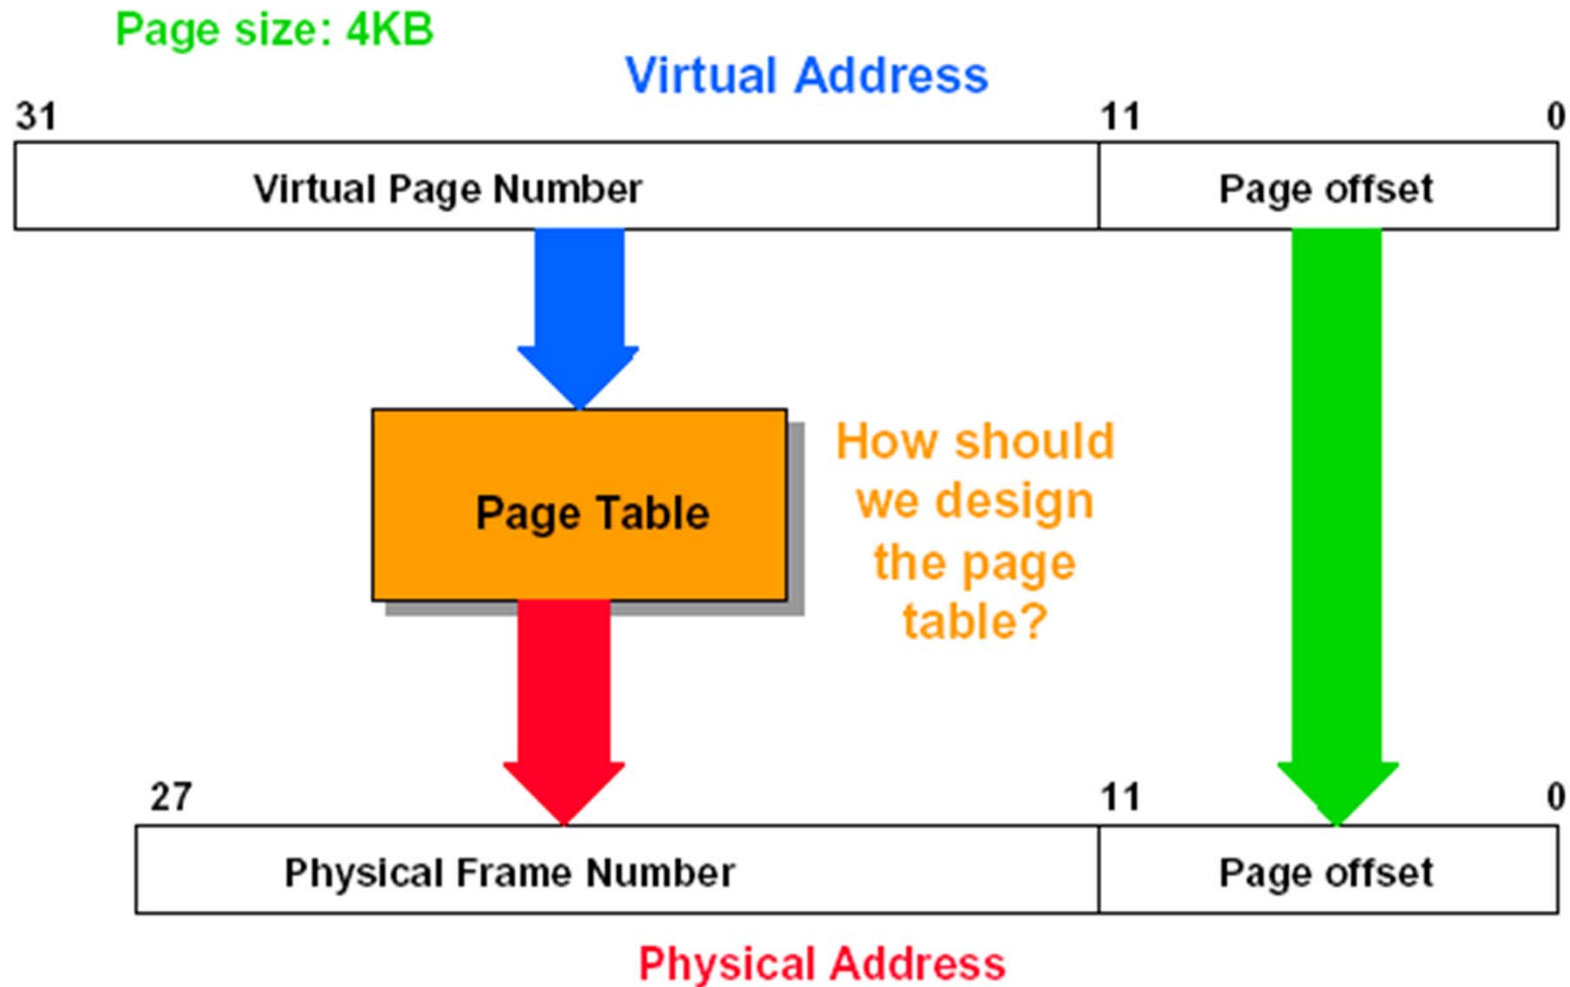 Page size: 4KB
Virtual Address
31 11 0
Virtual Page Number Page offset
Page Table
How should
we design
the page
table?
27 11 0
Physical Frame Number Page offset
Physical Address